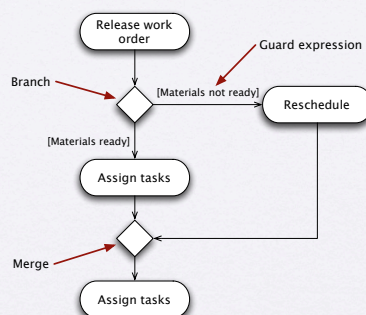 Release work
order
Guard expression
Branch
[Materials not ready]
Reschedule
[Materials ready]
Assign tasks
Merge
Assign tasks